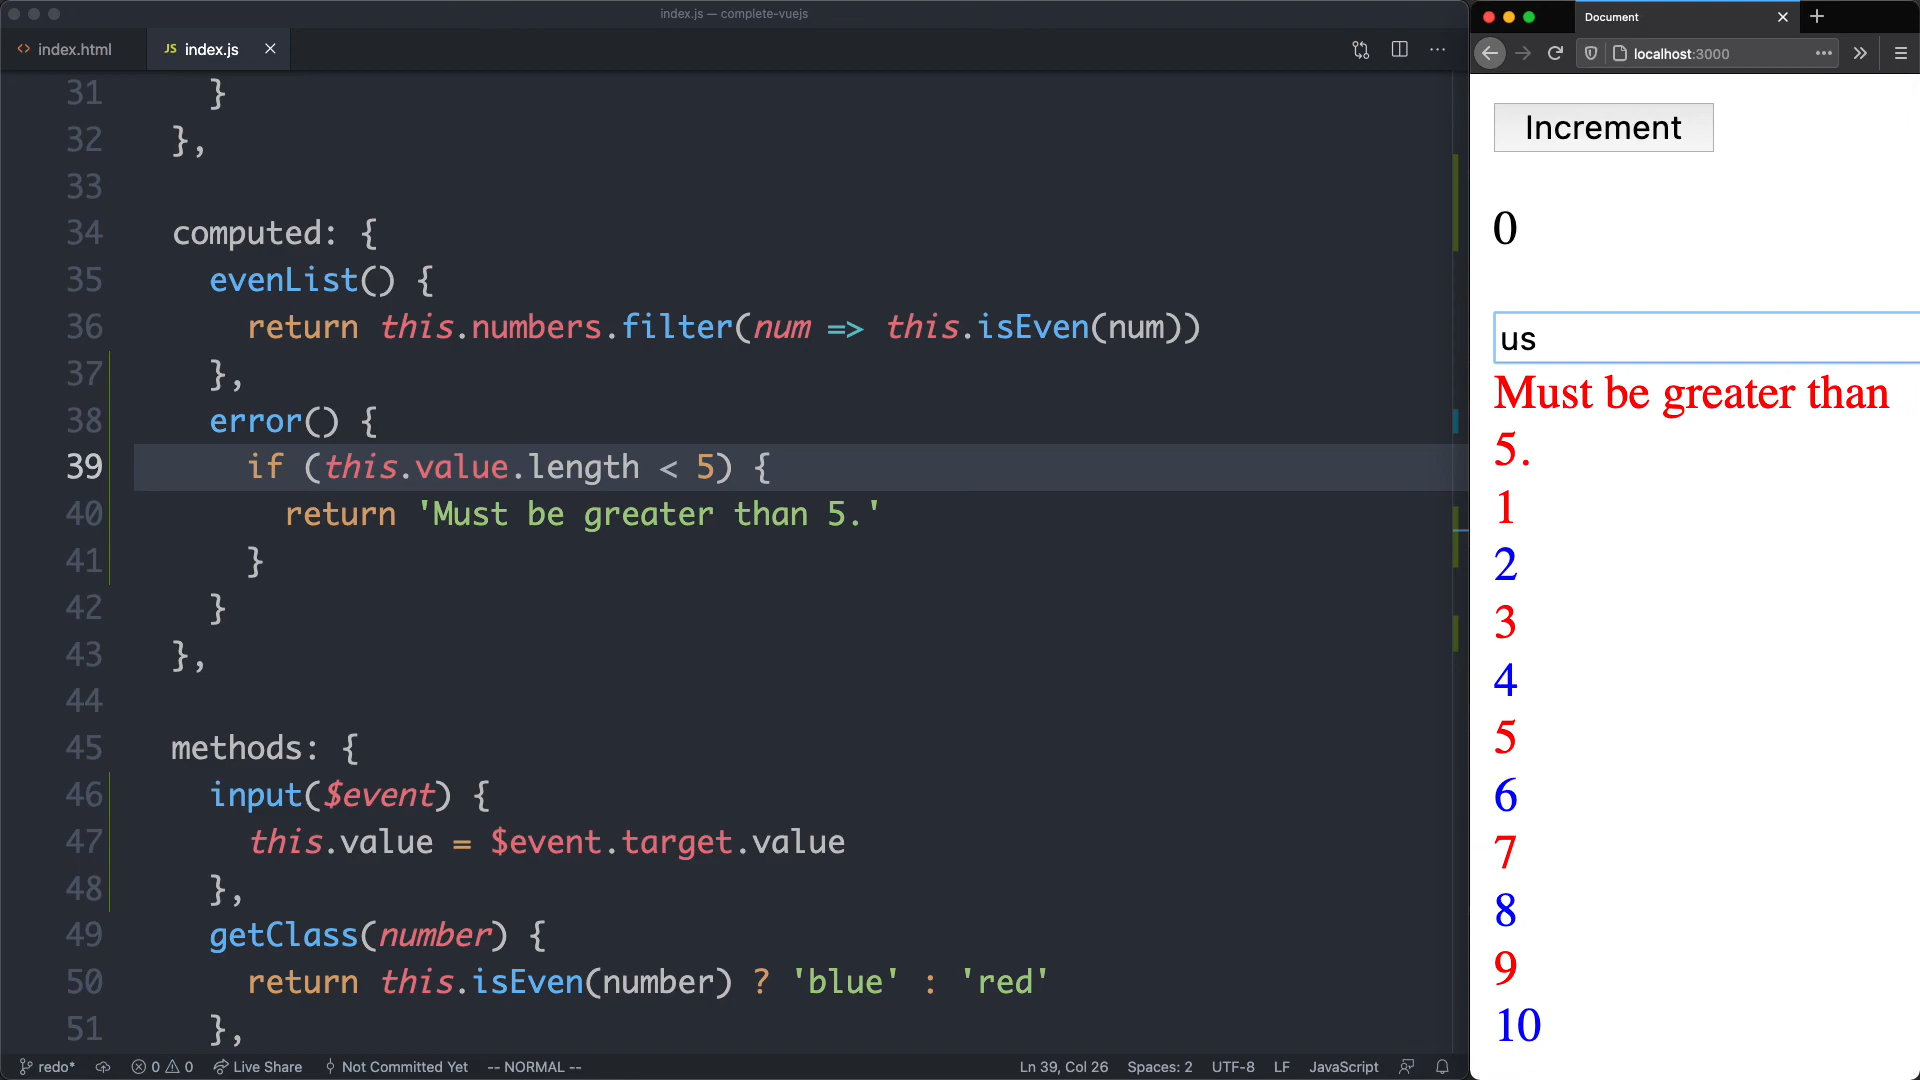 index.js — complete-vuejs
<> index.html
JS index.js ×
31 }
32 },
33
34 computed: {
35 evenList() {
36 return this.numbers.filter(num => this.isEven(num))
37 },
38 error() {
39 if (this.value.length < 5) {
40 return 'Must be greater than 5.'
41 }
42 }
43 },
44
45 methods: {
46 input($event) {
47 this.value = $event.target.value
48 },
49 getClass(number) {
50 return this.isEven(number) ? 'blue' : 'red'
51 },
redo* 0 0 Live Share Not Committed Yet -- NORMAL -- Ln 39, Col 26 Spaces: 2 UTF-8 LF JavaScript
Document
localhost:3000
Increment
0
us
Must be greater than
5.
1
2
3
4
5
6
7
8
9
10